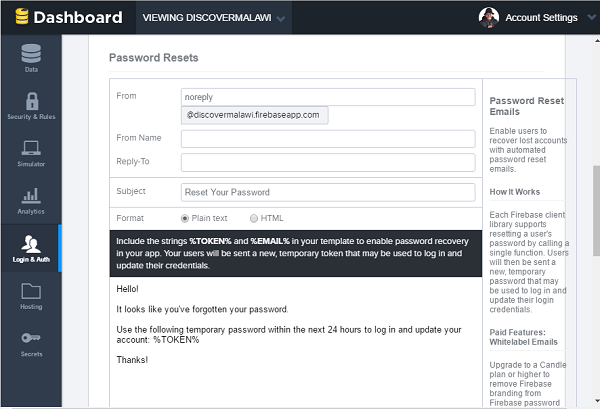 Dashboard
VIEWING DISCOVERMALAWI
Account Settings
Data
Security & Rules
Simulator
Analytics
Login & Auth
Hosting
Secrets
Password Resets
From
noreply
@discovermalawi.firebaseapp.com
From Name
Reply-To
Subject
Reset Your Password
Format
Plain text
HTML
Include the strings %TOKEN% and %EMAIL% in your template to enable password recovery
in your app. Your users will be sent a new, temporary token that may be used to log in and
update their credentials.
Hello!
It looks like you've forgotten your password.
Use the following temporary password within the next 24 hours to log in and update your
account: %TOKEN%
Thanks!
Password Reset
Emails
Enable users to
recover lost accounts
with automated
password reset
emails.
How It Works
Each Firebase client
library supports
resetting a user's
password by calling a
single function. Users
will then be sent a
new, temporary
password that may
be used to log in and
update their login
credentials.
Paid Features:
Whitelabel Emails
Upgrade to a Candle
plan or higher to
remove Firebase
branding from
Firebase password